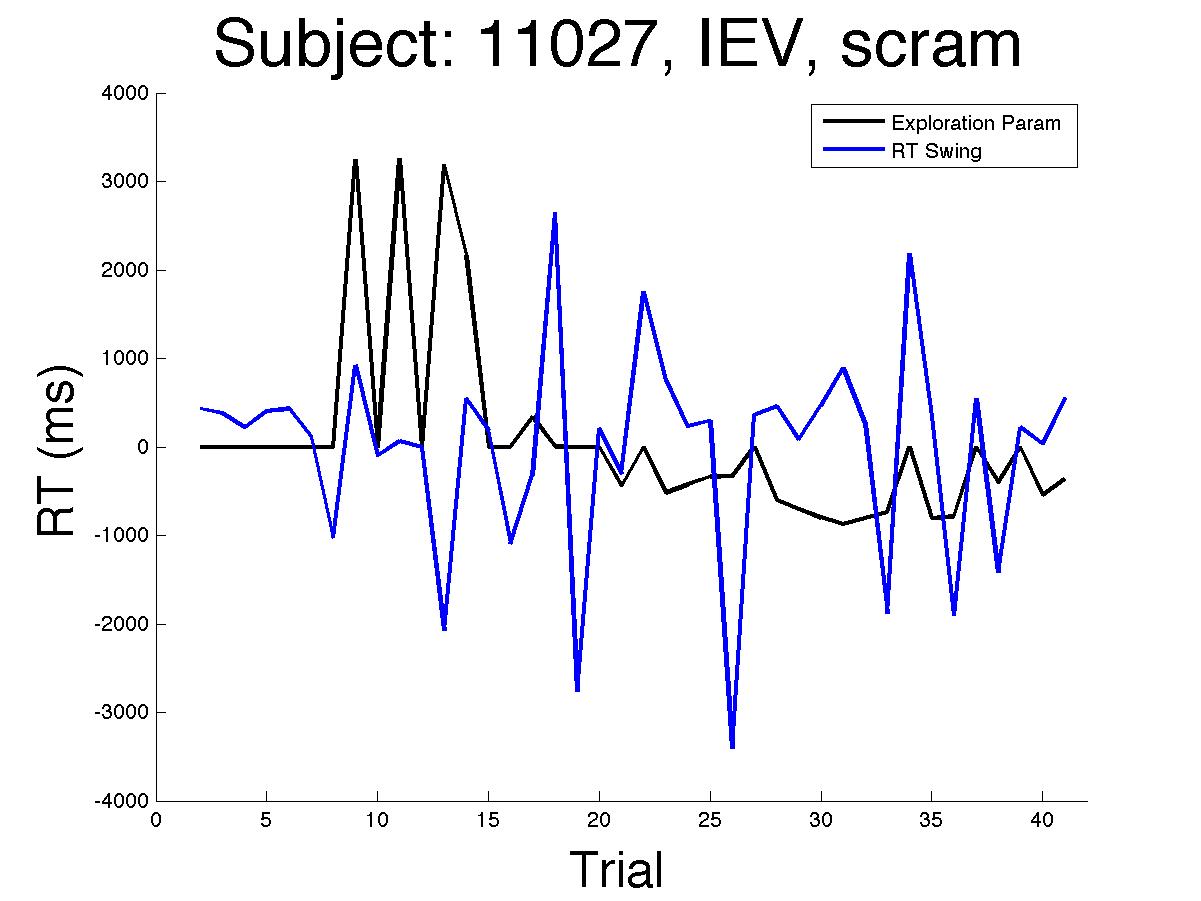 Subject: 11027, IEV, scram
4000
3000
2000
1000
0
-1000
-2000
-3000
-4000
RT (ms)
Exploration Param
RT Swing
0 5 10 15 20 25 30 35 40
Trial